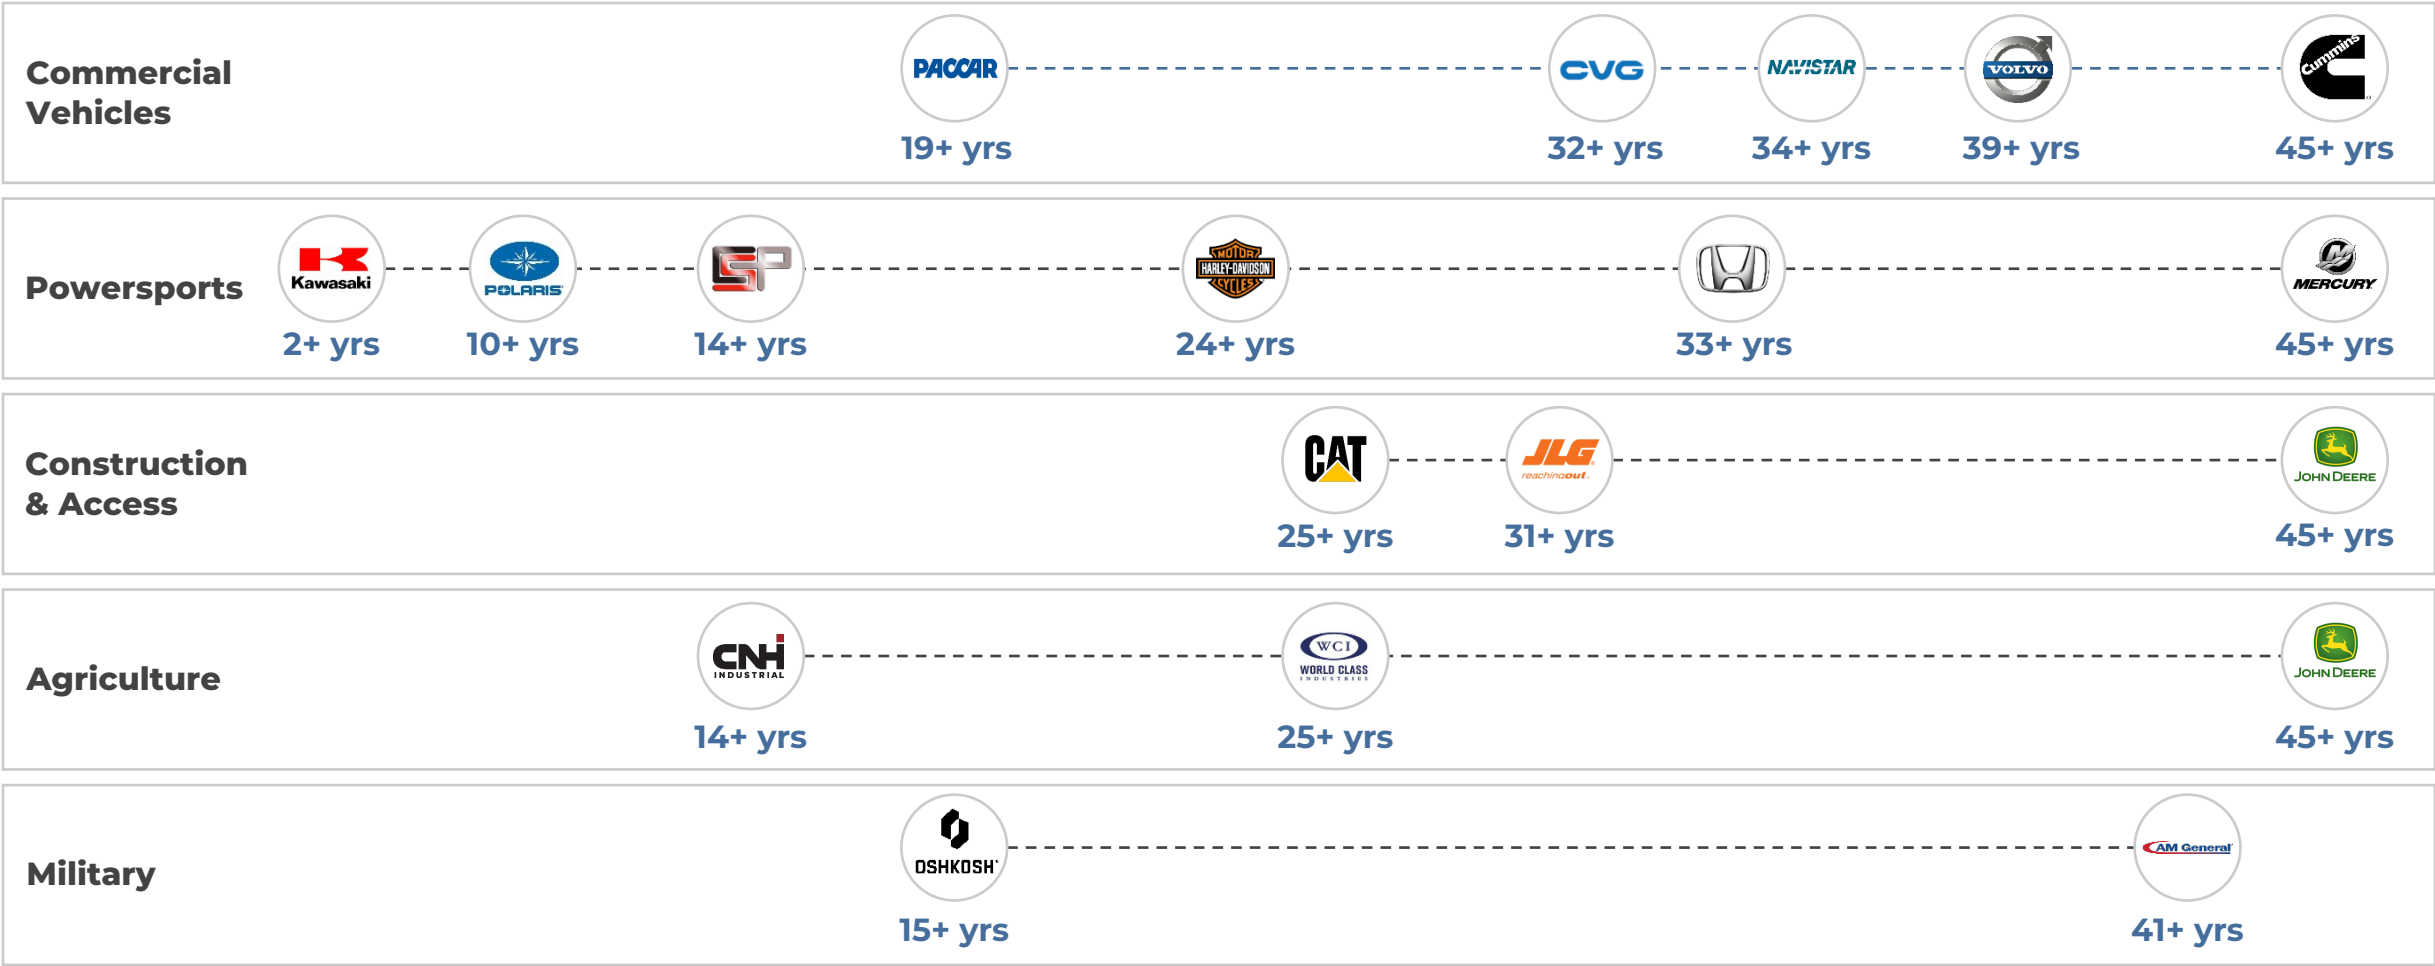 Commercial
Vehicles
PACCAR
CVG
NAVISTAR
VOLVO
Cummins
19+ yrs
32+ yrs
34+ yrs
39+ yrs
45+ yrs
Powersports
Kawasaki
POLARIS
ESP
MOTOR
HARLEY-DAVIDSON
CYCLES
MERCURY
2+ yrs
10+ yrs
14+ yrs
24+ yrs
33+ yrs
45+ yrs
Construction
& Access
CAT
JLG
reachingout.
JOHN DEERE
25+ yrs
31+ yrs
45+ yrs
Agriculture
CNH
INDUSTRIAL
WCI
WORLD CLASS
INDUSTRIES
JOHN DEERE
14+ yrs
25+ yrs
45+ yrs
Military
OSHKOSH
AM General
15+ yrs
41+ yrs